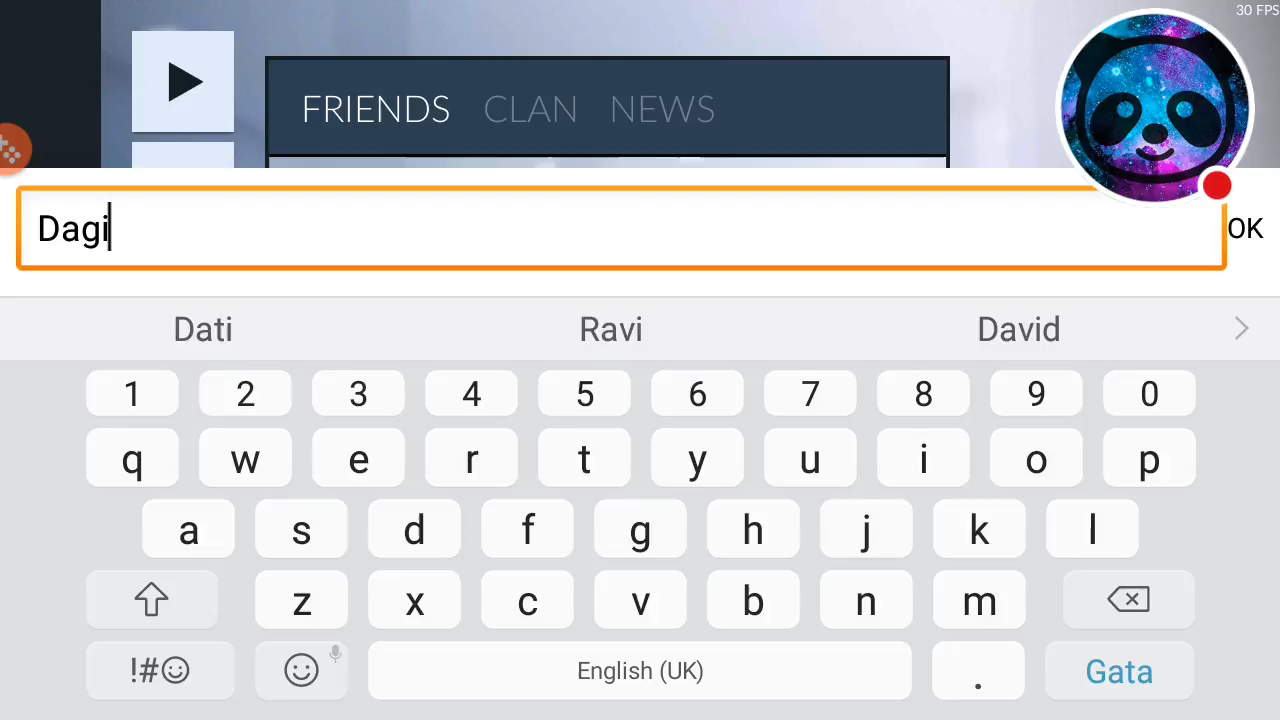 30 FPS
FRIENDS CLAN NEWS
Dagi
OK
Dati Ravi David
1 2 3 4 5 6 7 8 9 0
q w e r t y u i o p
a s d f g h j k l
z x c v b n m
!#☺ English (UK) . Gata